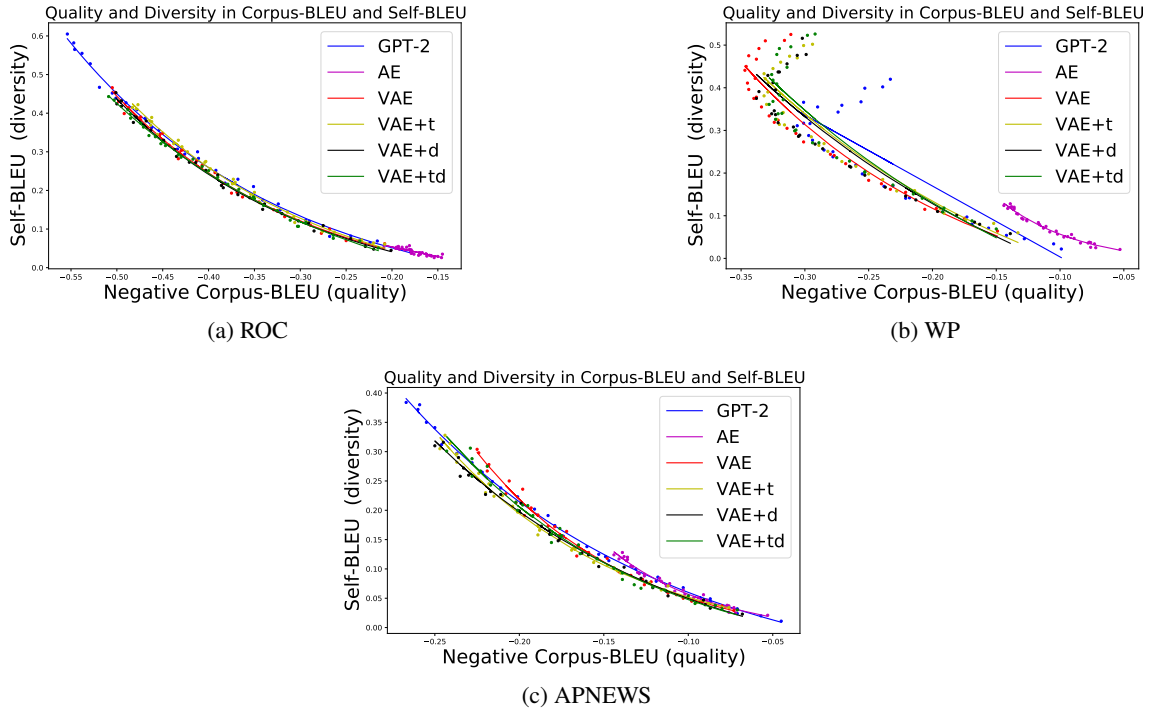 Quality and Diversity in Corpus-BLEU and Self-BLEU
Self-BLEU (diversity)
0.6
0.5
0.4
0.3
0.2
0.1
0.0
GPT-2
AE
VAE
VAE+t
VAE+d
VAE+td
−0.55 −0.50 −0.45 −0.40 −0.35 −0.30 −0.25 −0.20 −0.15
Negative Corpus-BLEU (quality)
(a) ROC
Quality and Diversity in Corpus-BLEU and Self-BLEU
Self-BLEU (diversity)
0.5
0.4
0.3
0.2
0.1
0.0
GPT-2
AE
VAE
VAE+t
VAE+d
VAE+td
−0.35 −0.30 −0.25 −0.20 −0.15 −0.10 −0.05
Negative Corpus-BLEU (quality)
(b) WP
Quality and Diversity in Corpus-BLEU and Self-BLEU
Self-BLEU (diversity)
0.40
0.35
0.30
0.25
0.20
0.15
0.10
0.05
0.00
GPT-2
AE
VAE
VAE+t
VAE+d
VAE+td
−0.25 −0.20 −0.15 −0.10 −0.05
Negative Corpus-BLEU (quality)
(c) APNEWS